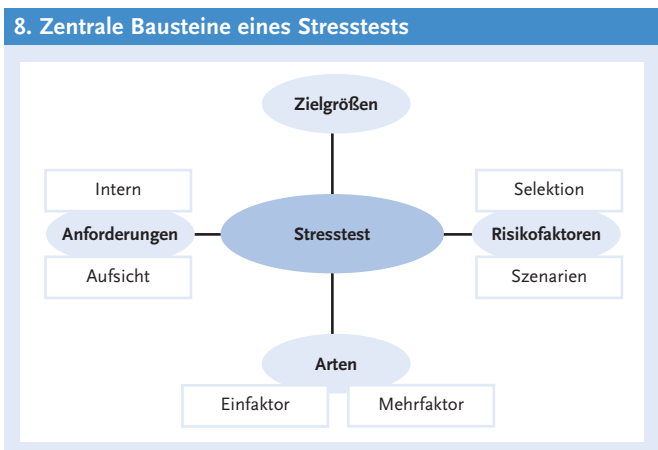 8. Zentrale Bausteine eines Stresstests
Zielgrößen
Intern
Selektion
Anforderungen
Stresstest
Risikofaktoren
Aufsicht
Szenarien
Arten
Einfaktor
Mehrfaktor